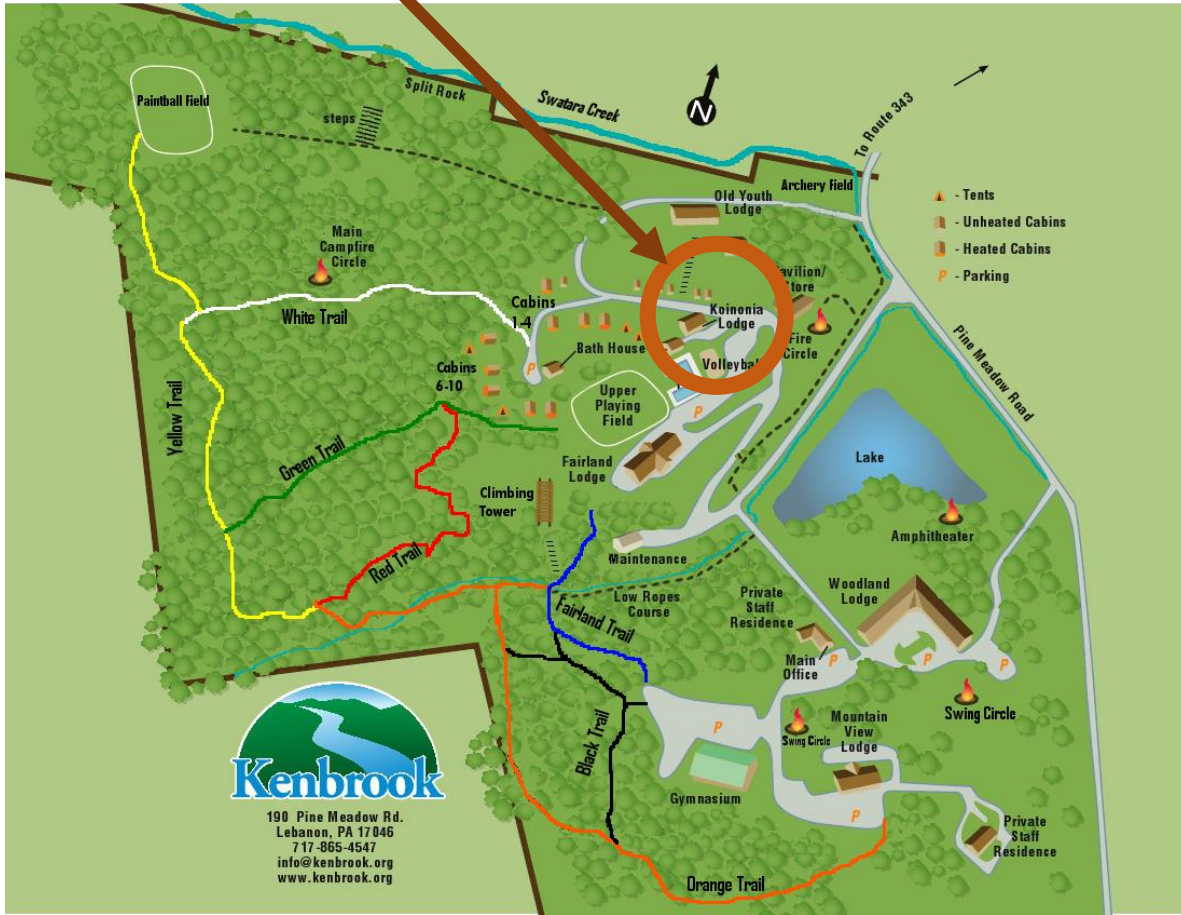 Paintball Field
Split Rock
steps
Swatara Creek
N
To Route 343
Archery Field
Old Youth
Lodge
- Tents
- Unheated Cabins
- Heated Cabins
P - Parking
Main
Campfire
Circle
White Trail
Cabins
1-4
Koinonia
Lodge
Pavilion/
Store
Fire
Circle
P
Bath House
Volleyball
Cabins
6-10
Upper
Playing
Field
P
Pine Meadow Road
Yellow Trail
Green Trail
Fairland
Lodge
Lake
Climbing
Tower
Amphitheater
Red Trail
Maintenance
Low Ropes
Course
Fairland Trail
Private
Staff
Residence
Woodland
Lodge
Main
Office
P
P
P
Swing Circle
Swing Circle
Mountain
View
Lodge
P
Black Trail
Gymnasium
P
Private
Staff
Residence
Orange Trail
Kenbrook
190 Pine Meadow Rd.
Lebanon, PA 17046
717-865-4547
info@kenbrook.org
www.kenbrook.org